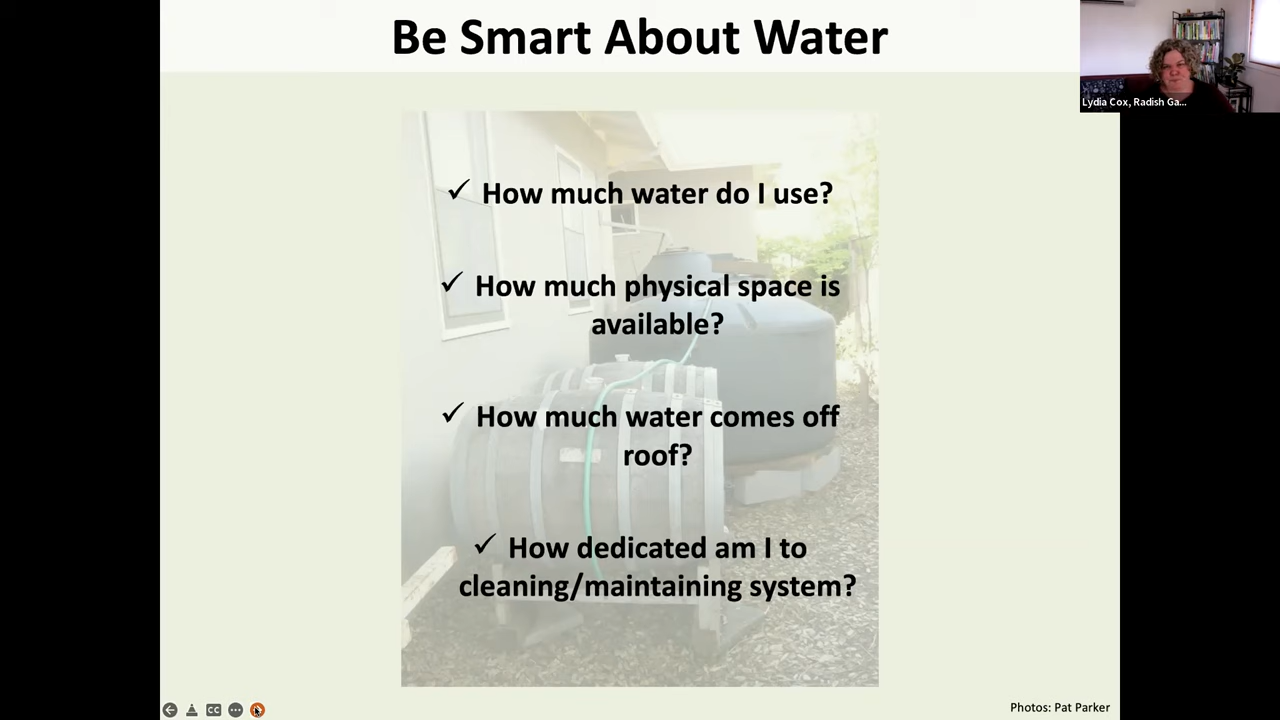 Be Smart About Water
Lydia Cox, Radish Ga...
✓ How much water do I use?
✓ How much physical space is
available?
✓ How much water comes off
roof?
✓ How dedicated am I to
cleaning/maintaining system?
CC
Photos: Pat Parker